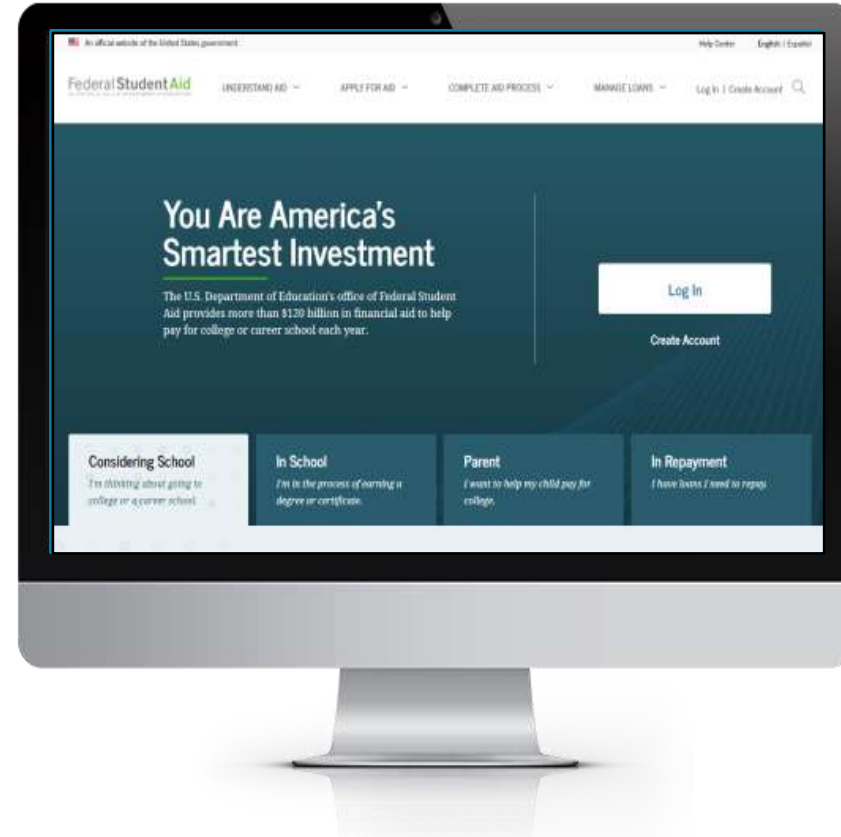 An official website of the United States government.
Help Center English | Español
Federal Student Aid
UNDERSTAND AID
APPLY FOR AID
COMPLETE AID PROCESS
MANAGE LOANS
Log In | Create Account
You Are America's
Smartest Investment
The U.S. Department of Education's office of Federal Student
Aid provides more than $120 billion in financial aid to help
pay for college or career school each year.
Log In
Create Account
Considering School
I'm thinking about going to
college or a career school.
In School
I'm in the process of earning a
degree or certificate.
Parent
I want to help my child pay for
college.
In Repayment
I have loans I need to repay.